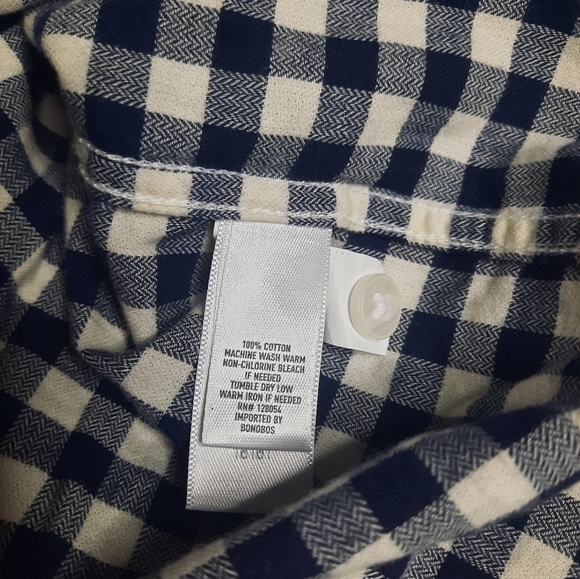 100% COTTON
MACHINE WASH WARM
NON-CHLORINE BLEACH
IF NEEDED
TUMBLE DRY LOW
WARM IRON IF NEEDED
RN# 128054
IMPORTED BY
BONOBOS